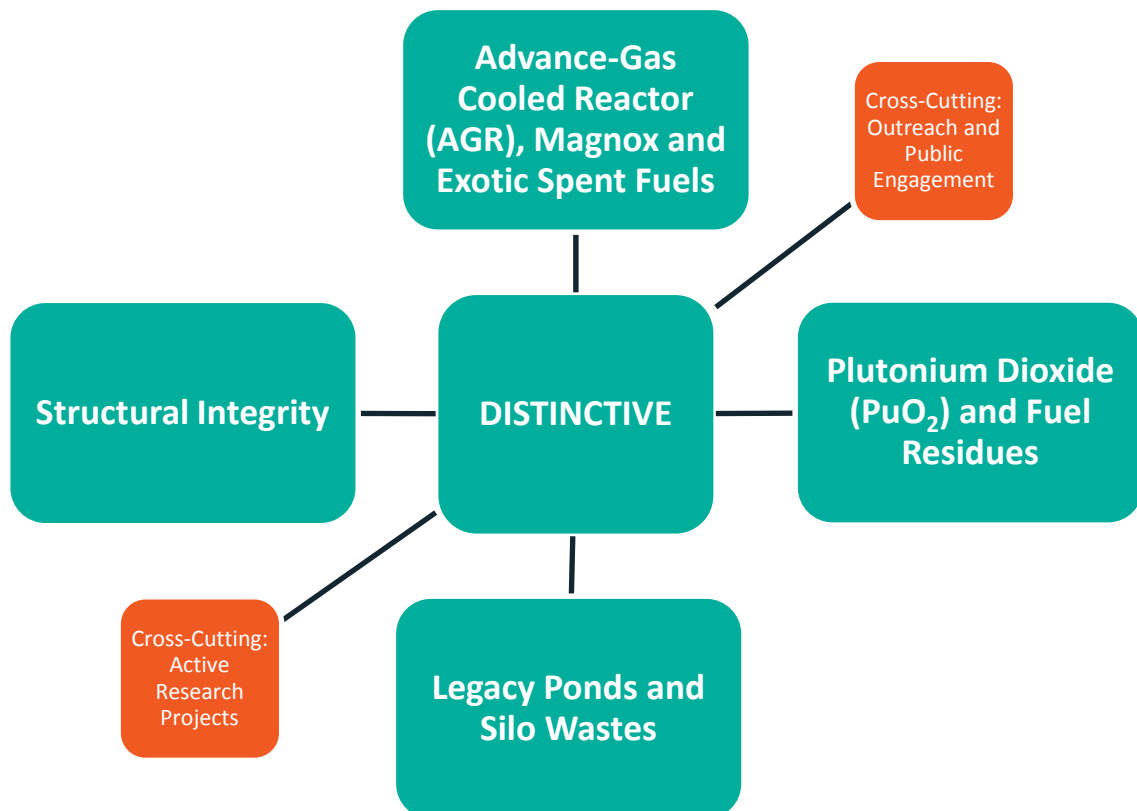 Advance-Gas
Cooled Reactor
(AGR), Magnox and
Exotic Spent Fuels
Cross-Cutting:
Outreach and
Public
Engagement
Structural Integrity
DISTINCTIVE
Plutonium Dioxide
(PuO₂) and Fuel
Residues
Cross-Cutting:
Active
Research
Projects
Legacy Ponds and
Silo Wastes